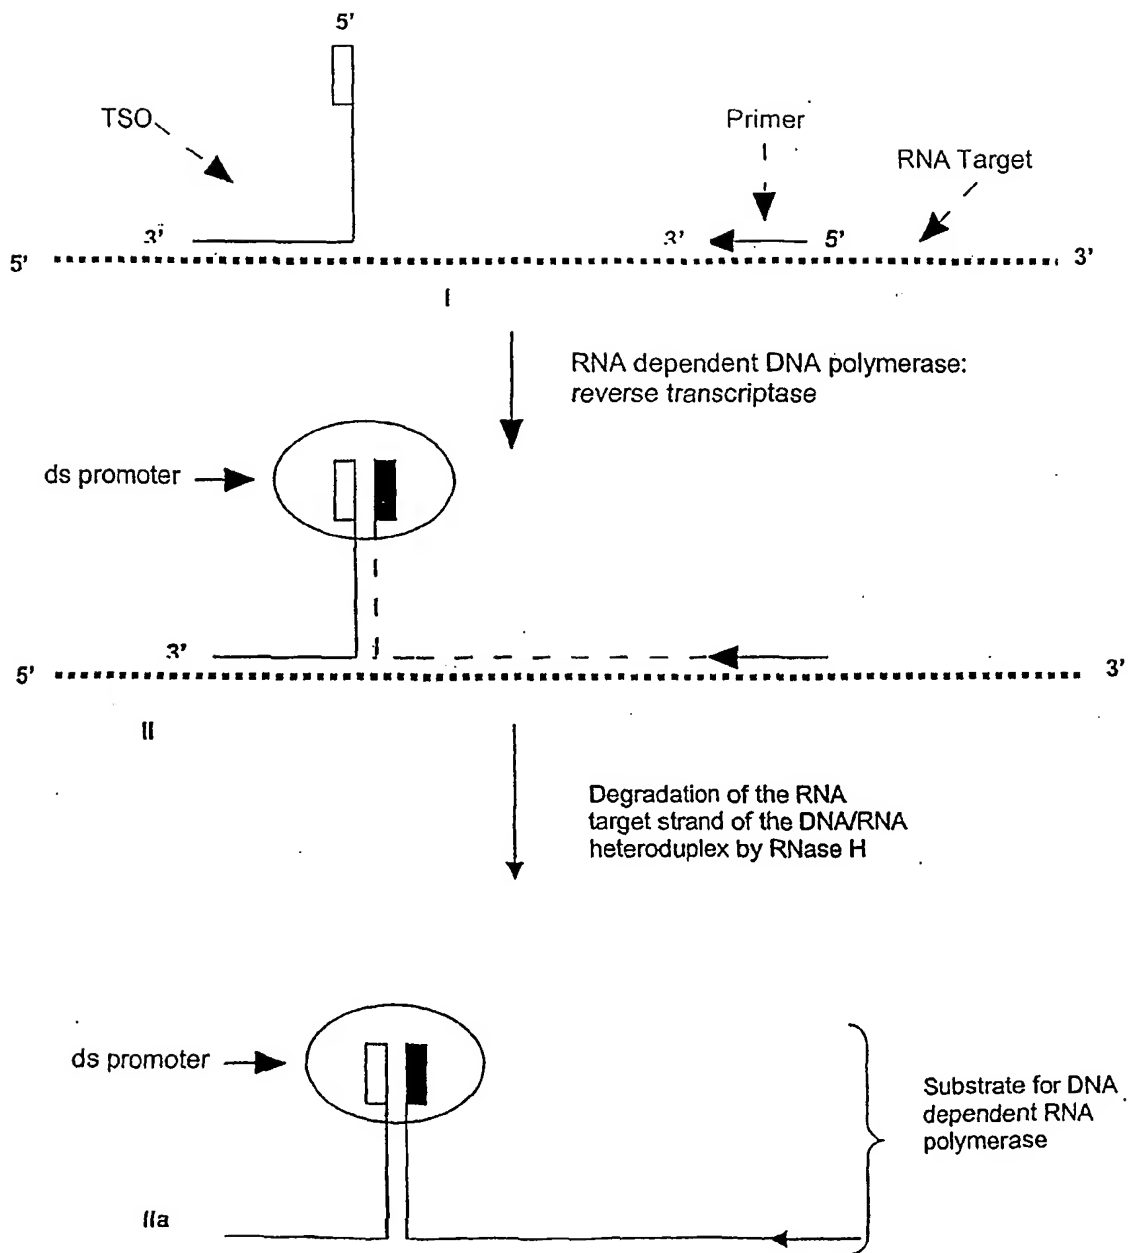 5'
TSO
Primer
RNA Target
3'
3'
5'
5'
3'
I
RNA dependent DNA polymerase:
reverse transcriptase
ds promoter
3'
5'
3'
II
Degradation of the RNA
target strand of the DNA/RNA
heteroduplex by RNase H
ds promoter
Substrate for DNA
dependent RNA
polymerase
IIa